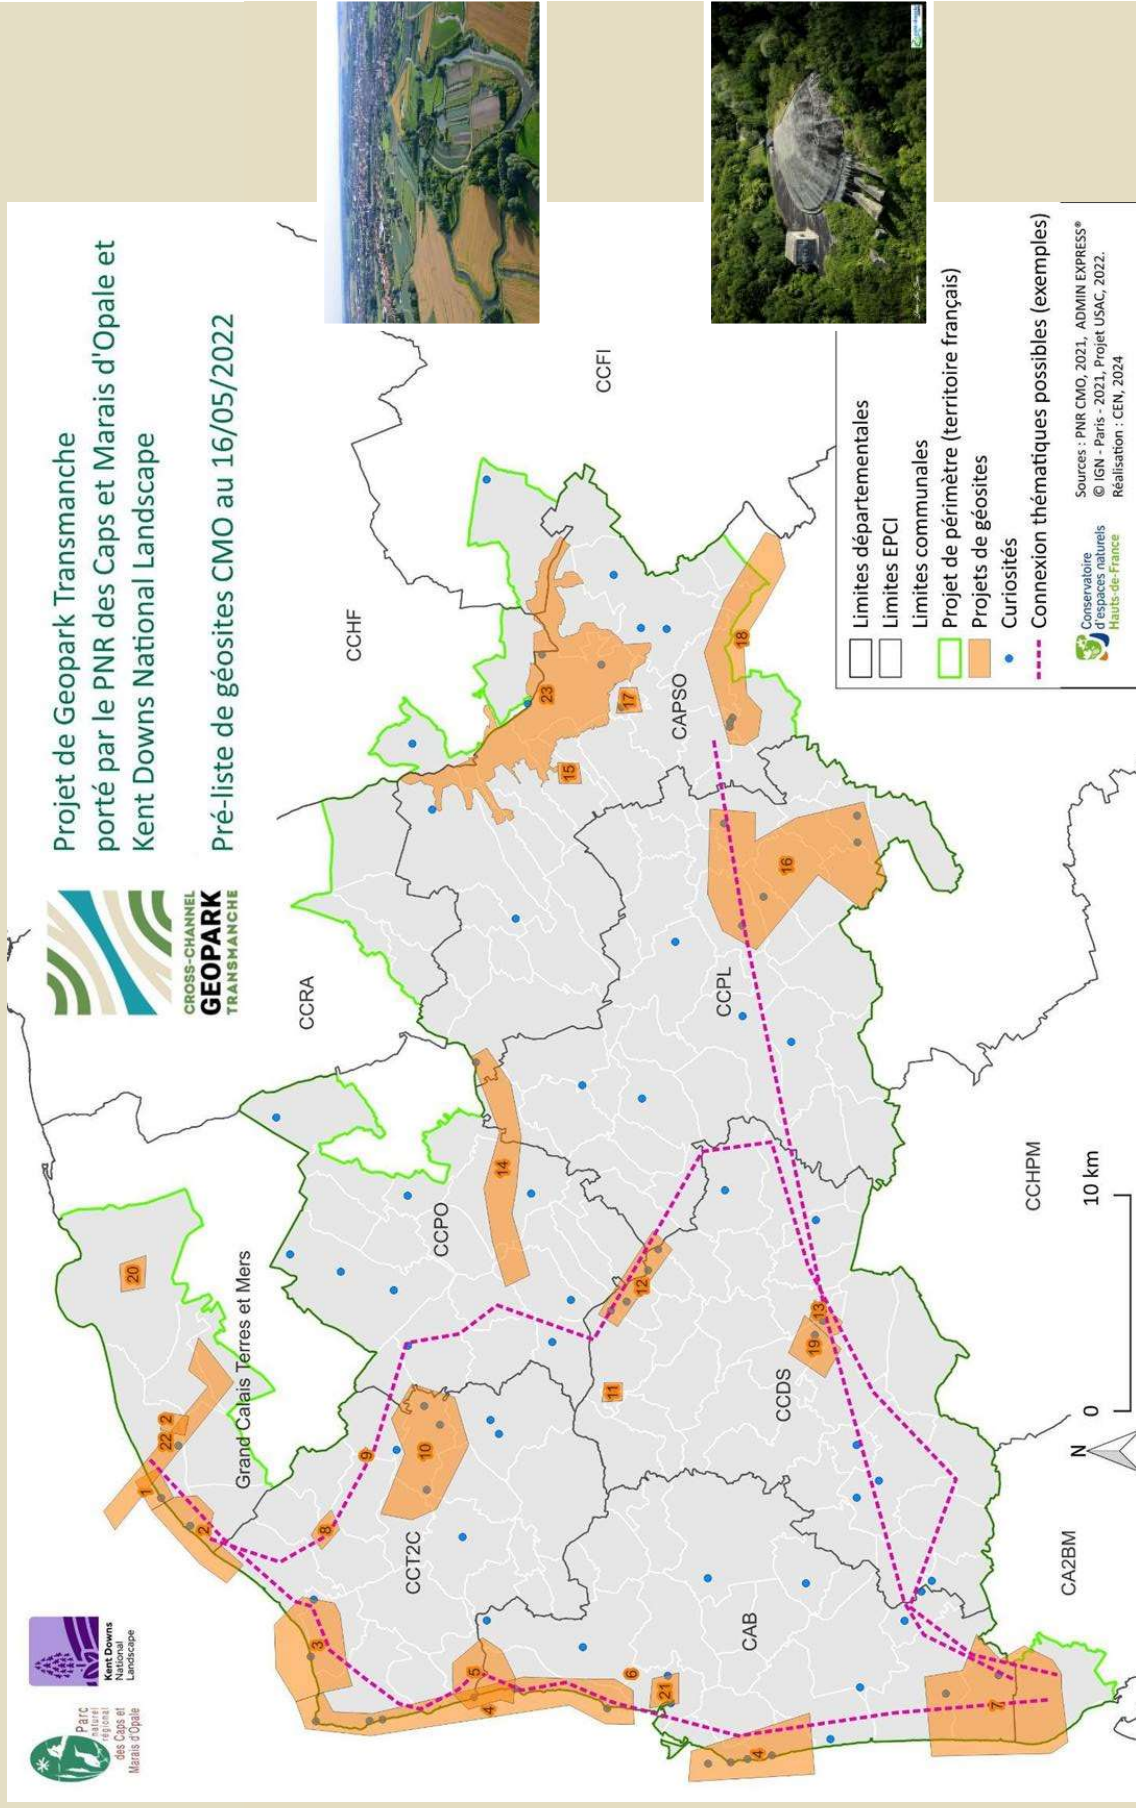 Projet de Geopark Transmanche
porté par le PNR des Caps et Marais d'Opale et
Kent Downs National Landscape
Pré-liste de géosites CMO au 16/05/2022
CROSS-CHANNEL
GEOPARK
TRANSMANCHE
Parc
naturel
régional
des Caps et
Marais d'Opale
Kent Downs
National
Landscape
Grand Calais Terres et Mers
CCRA
CCHF
CCFI
CCPO
CCT2C
CAPSO
CCPL
CCDS
CAB
CCHPM
CA2BM
1
2
2
22
20
3
4
5
6
21
4
7
8
9
10
11
12
13
19
14
15
16
17
18
23
N
0
10 km
Limites départementales
Limites EPCI
Limites communales
Projet de périmètre (territoire français)
Projets de géosites
Curiosités
Connexion thématiques possibles (exemples)
Conservatoire
d'espaces naturels
Hauts-de-France
Sources : PNR CMO, 2021, ADMIN EXPRESS®
© IGN - Paris - 2021, Projet USAC, 2022.
Réalisation : CEN, 2024